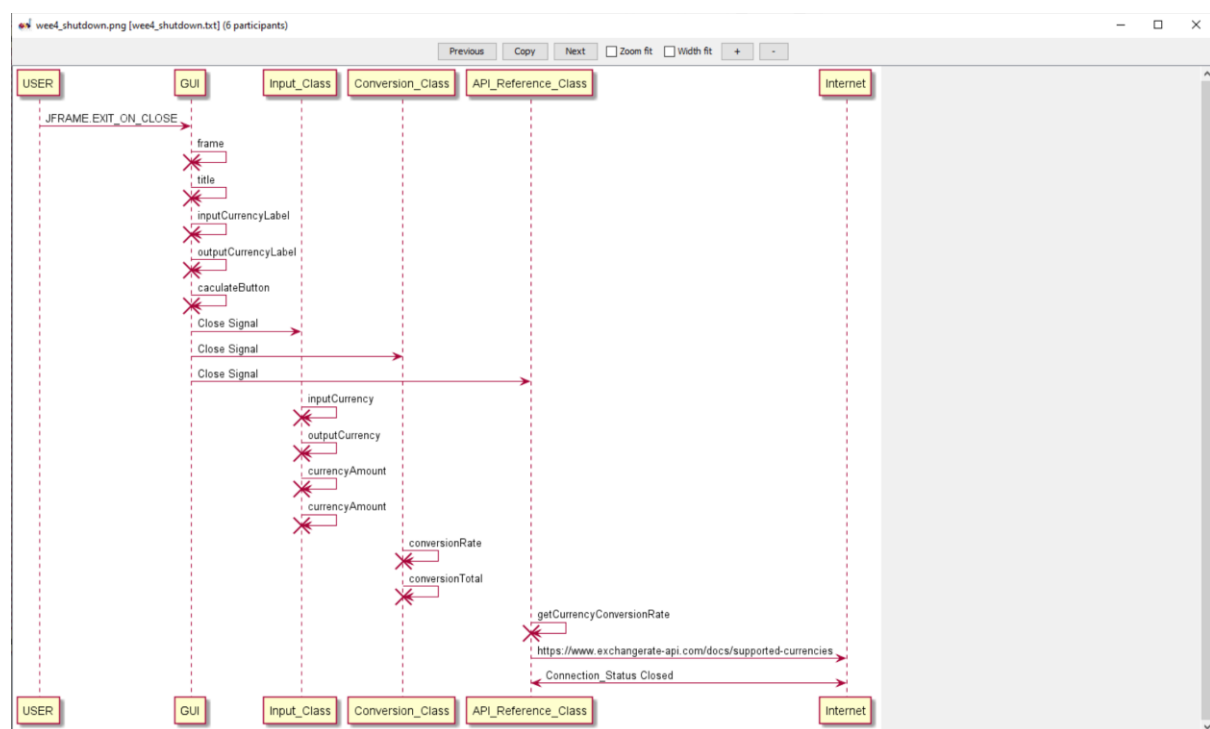 wee4_shutdown.png [wee4_shutdown.txt] (6 participants)
Previous Copy Next Zoom fit Width fit + -
USER GUI Input_Class Conversion_Class API_Reference_Class Internet
JFRAME.EXIT_ON_CLOSE
frame
title
inputCurrencyLabel
outputCurrencyLabel
caculateButton
Close Signal
Close Signal
Close Signal
inputCurrency
outputCurrency
currencyAmount
currencyAmount
conversionRate
conversionTotal
getCurrencyConversionRate
https://www.exchangerate-api.com/docs/supported-currencies
Connection_Status Closed
USER GUI Input_Class Conversion_Class API_Reference_Class Internet